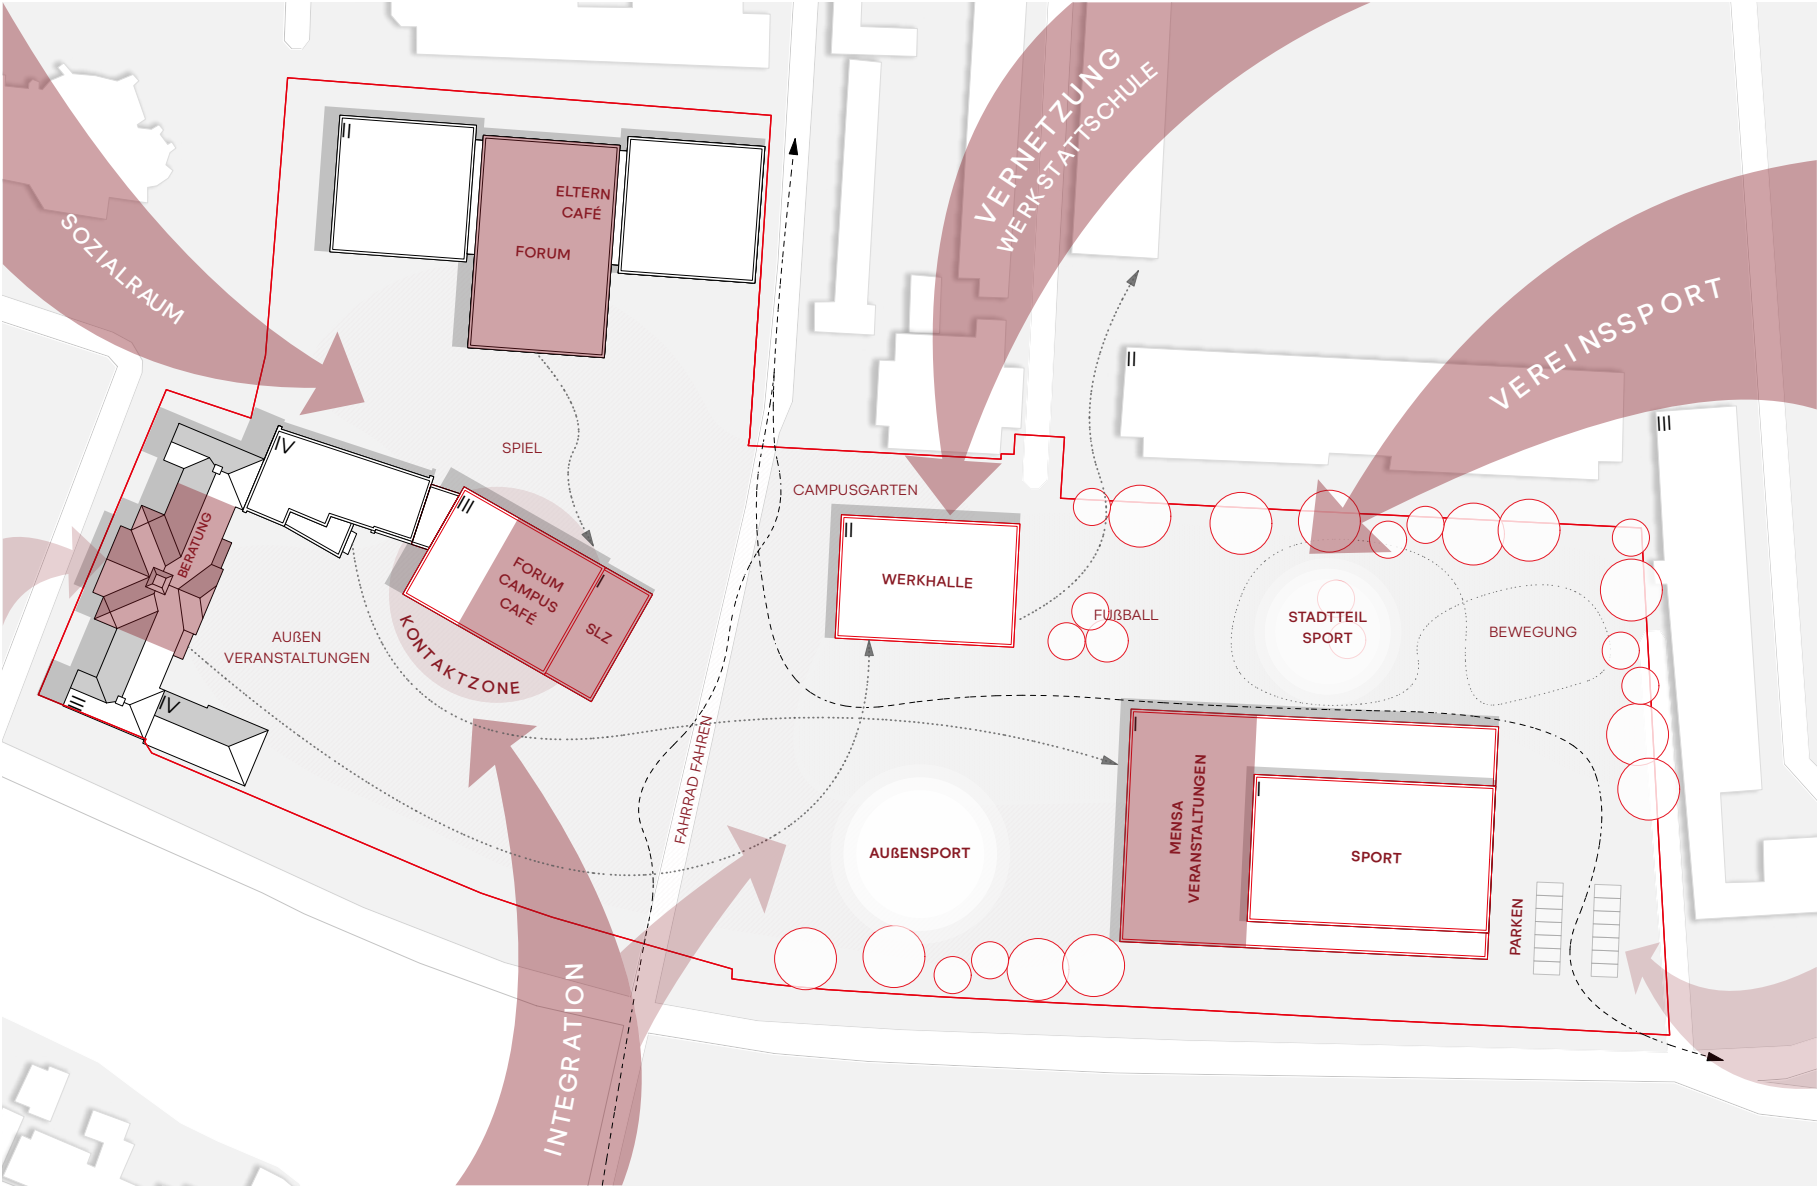 VERNETZUNG
WERKSTATTSCHULE
II
ELTERN
CAFÉ
FORUM
SOZIALRAUM
VEREINSSPORT
II
III
IV
SPIEL
CAMPUSGARTEN
III
II
BERATUNG
FORUM
CAMPUS
CAFÉ
I
SLZ
WERKHALLE
KONTAKTZONE
AUßEN
VERANSTALTUNGEN
FUßBALL
STADTTEIL
SPORT
BEWEGUNG
III
IV
FAHRRAD FAHREN
I
MENSA
VERANSTALTUNGEN
I
AUßENSPORT
SPORT
PARKEN
INTEGRATION